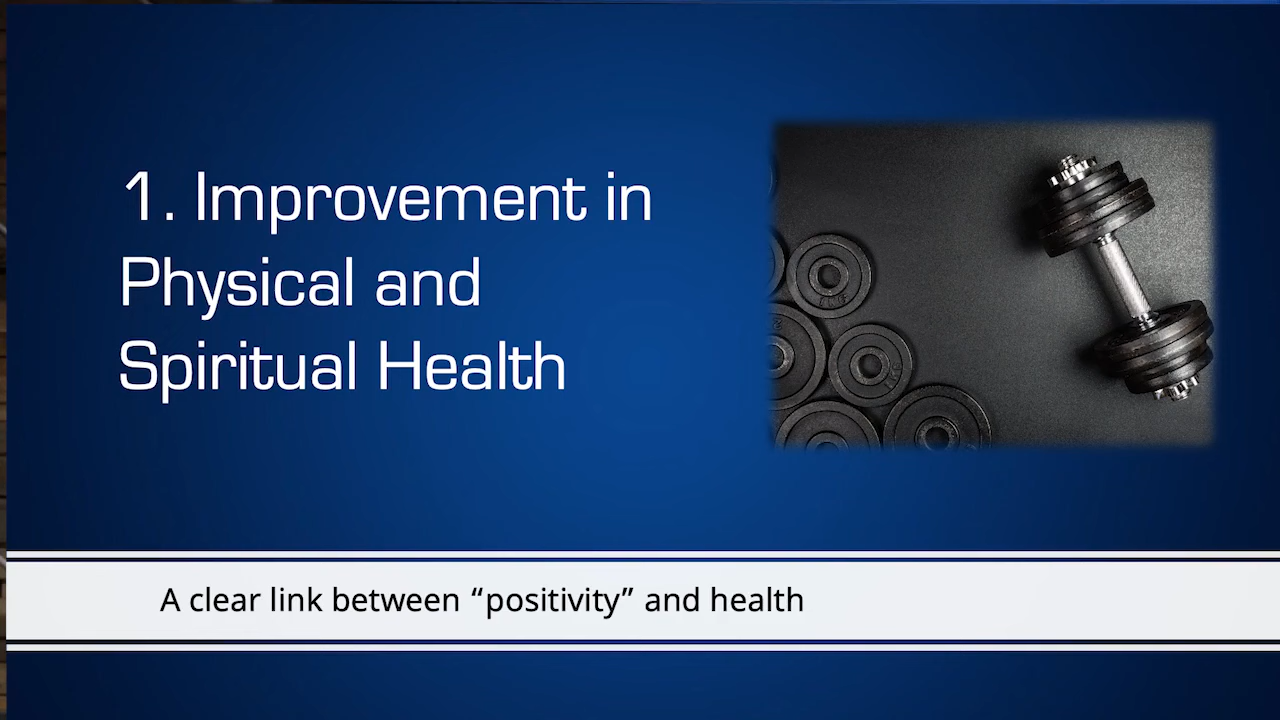 1. Improvement in
Physical and
Spiritual Health
A clear link between “positivity” and health